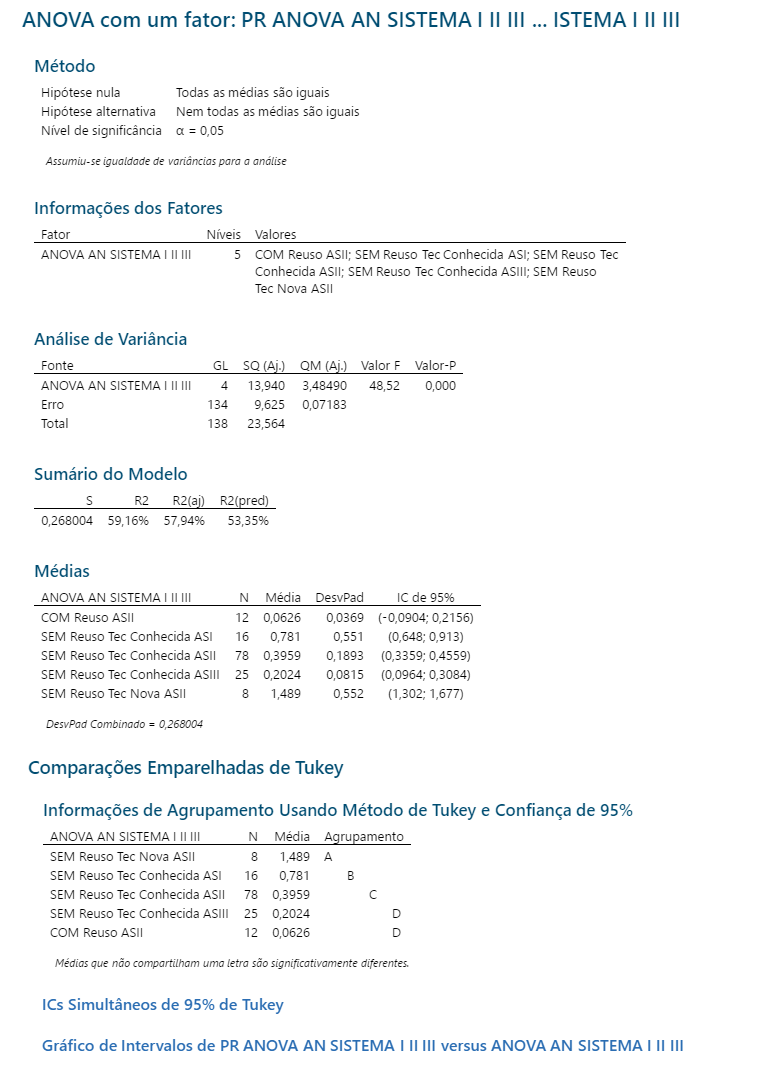 ANOVA com um fator: PR ANOVA AN SISTEMA I II III ... ISTEMA I II III
Método
Hipótese nula Todas as médias são iguais
Hipótese alternativa Nem todas as médias são iguais
Nível de significância α = 0,05
Assumiu-se igualdade de variâncias para a análise
Informações dos Fatores
Fator Níveis Valores
ANOVA AN SISTEMA I II III 5 COM Reuso ASII; SEM Reuso Tec Conhecida ASI; SEM Reuso Tec
Conhecida ASII; SEM Reuso Tec Conhecida ASIII; SEM Reuso
Tec Nova ASII
Análise de Variância
Fonte GL SQ (Aj.) QM (Aj.) Valor F Valor-P
ANOVA AN SISTEMA I II III 4 13,940 3,48490 48,52 0,000
Erro 134 9,625 0,07183
Total 138 23,564
Sumário do Modelo
S R2 R2(aj) R2(pred)
0,268004 59,16% 57,94% 53,35%
Médias
ANOVA AN SISTEMA I II III N Média DesvPad IC de 95%
COM Reuso ASII 12 0,0626 0,0369 (-0,0904; 0,2156)
SEM Reuso Tec Conhecida ASI 16 0,781 0,551 (0,648; 0,913)
SEM Reuso Tec Conhecida ASII 78 0,3959 0,1893 (0,3359; 0,4559)
SEM Reuso Tec Conhecida ASIII 25 0,2024 0,0815 (0,0964; 0,3084)
SEM Reuso Tec Nova ASII 8 1,489 0,552 (1,302; 1,677)
DesvPad Combinado = 0,268004
Comparações Emparelhadas de Tukey
Informações de Agrupamento Usando Método de Tukey e Confiança de 95%
ANOVA AN SISTEMA I II III N Média Agrupamento
SEM Reuso Tec Nova ASII 8 1,489 A
SEM Reuso Tec Conhecida ASI 16 0,781 B
SEM Reuso Tec Conhecida ASII 78 0,3959 C
SEM Reuso Tec Conhecida ASIII 25 0,2024 D
COM Reuso ASII 12 0,0626 D
Médias que não compartilham uma letra são significativamente diferentes.
ICs Simultâneos de 95% de Tukey
Gráfico de Intervalos de PR ANOVA AN SISTEMA I II III versus ANOVA AN SISTEMA I II III